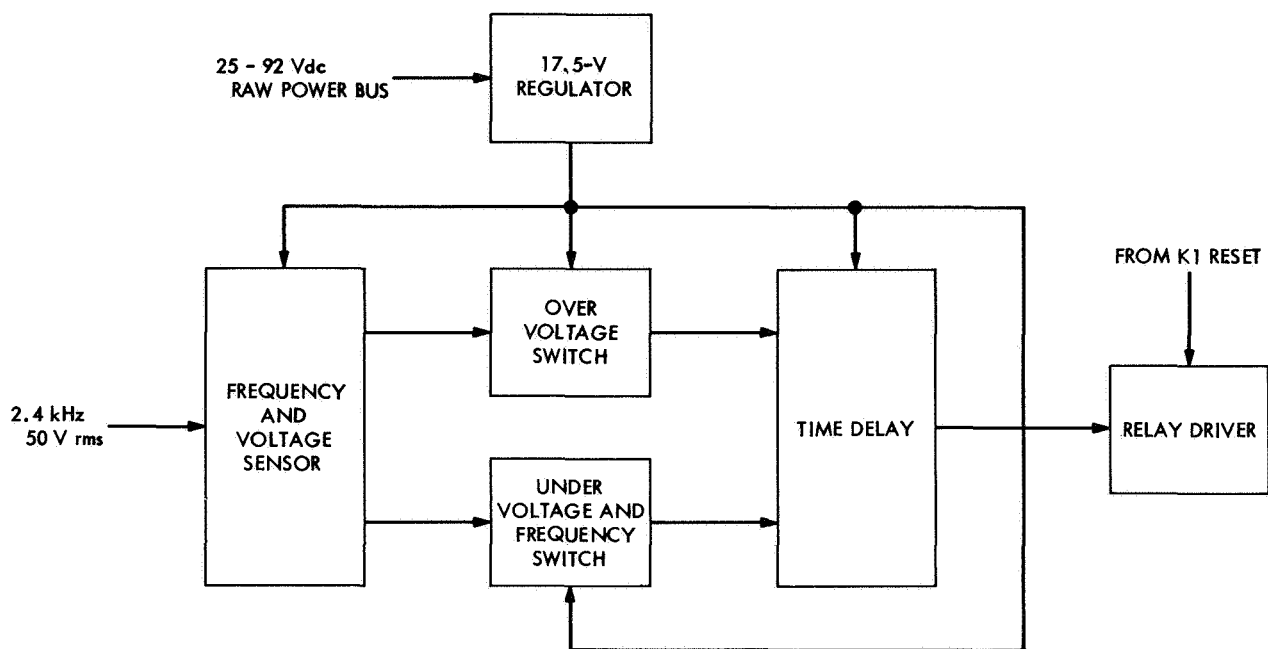 25 - 92 Vdc
RAW POWER BUS
17.5-V
REGULATOR
FROM K1 RESET
OVER
VOLTAGE
SWITCH
2.4 kHz
50 V rms
FREQUENCY
AND
VOLTAGE
SENSOR
TIME DELAY
RELAY DRIVER
UNDER
VOLTAGE AND
FREQUENCY
SWITCH